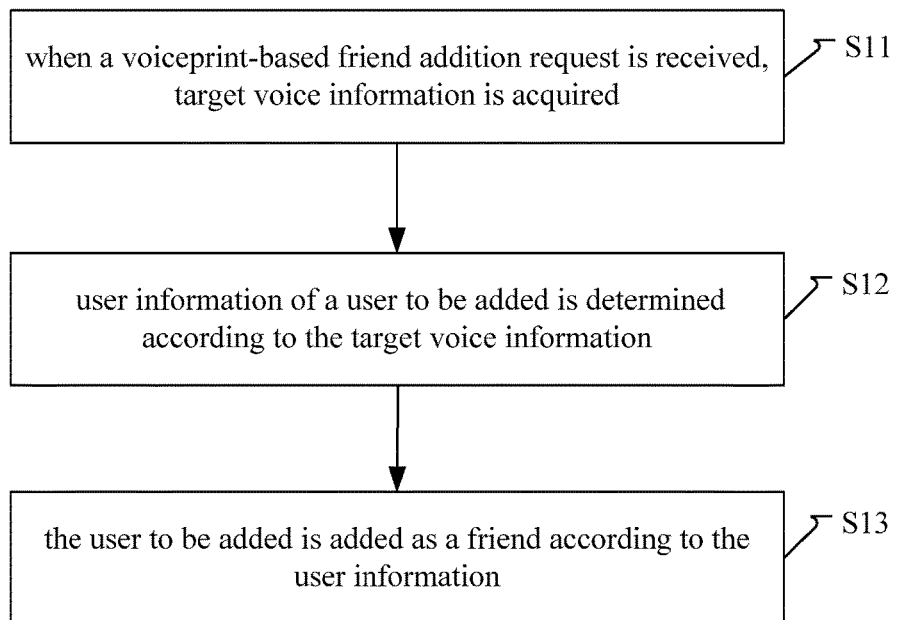 when a voiceprint-based friend addition request is received,
target voice information is acquired
S11
user information of a user to be added is determined
according to the target voice information
S12
the user to be added is added as a friend according to the
user information
S13